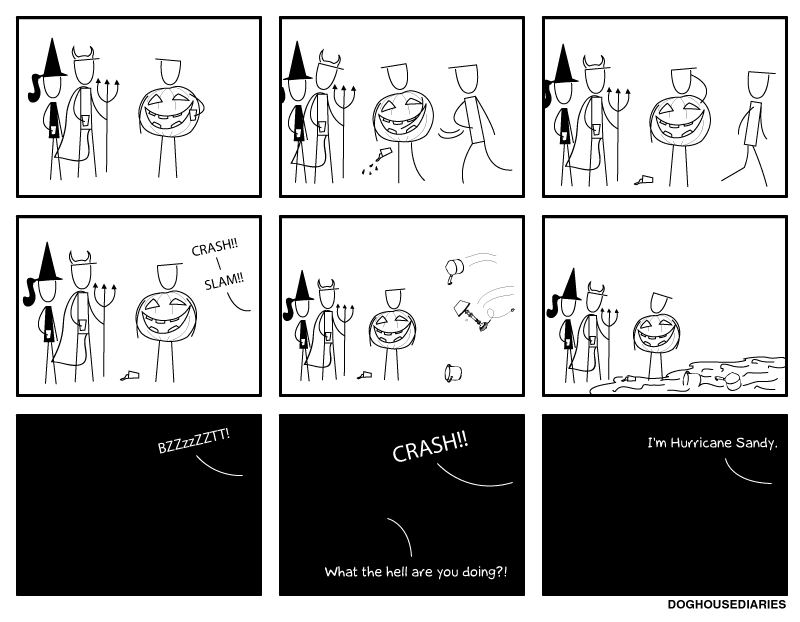 CRASH!!
SLAM!!
BZZzzZZTT!
CRASH!!
What the hell are you doing?!
I'm Hurricane Sandy.
DOGHOUSEDIARIES